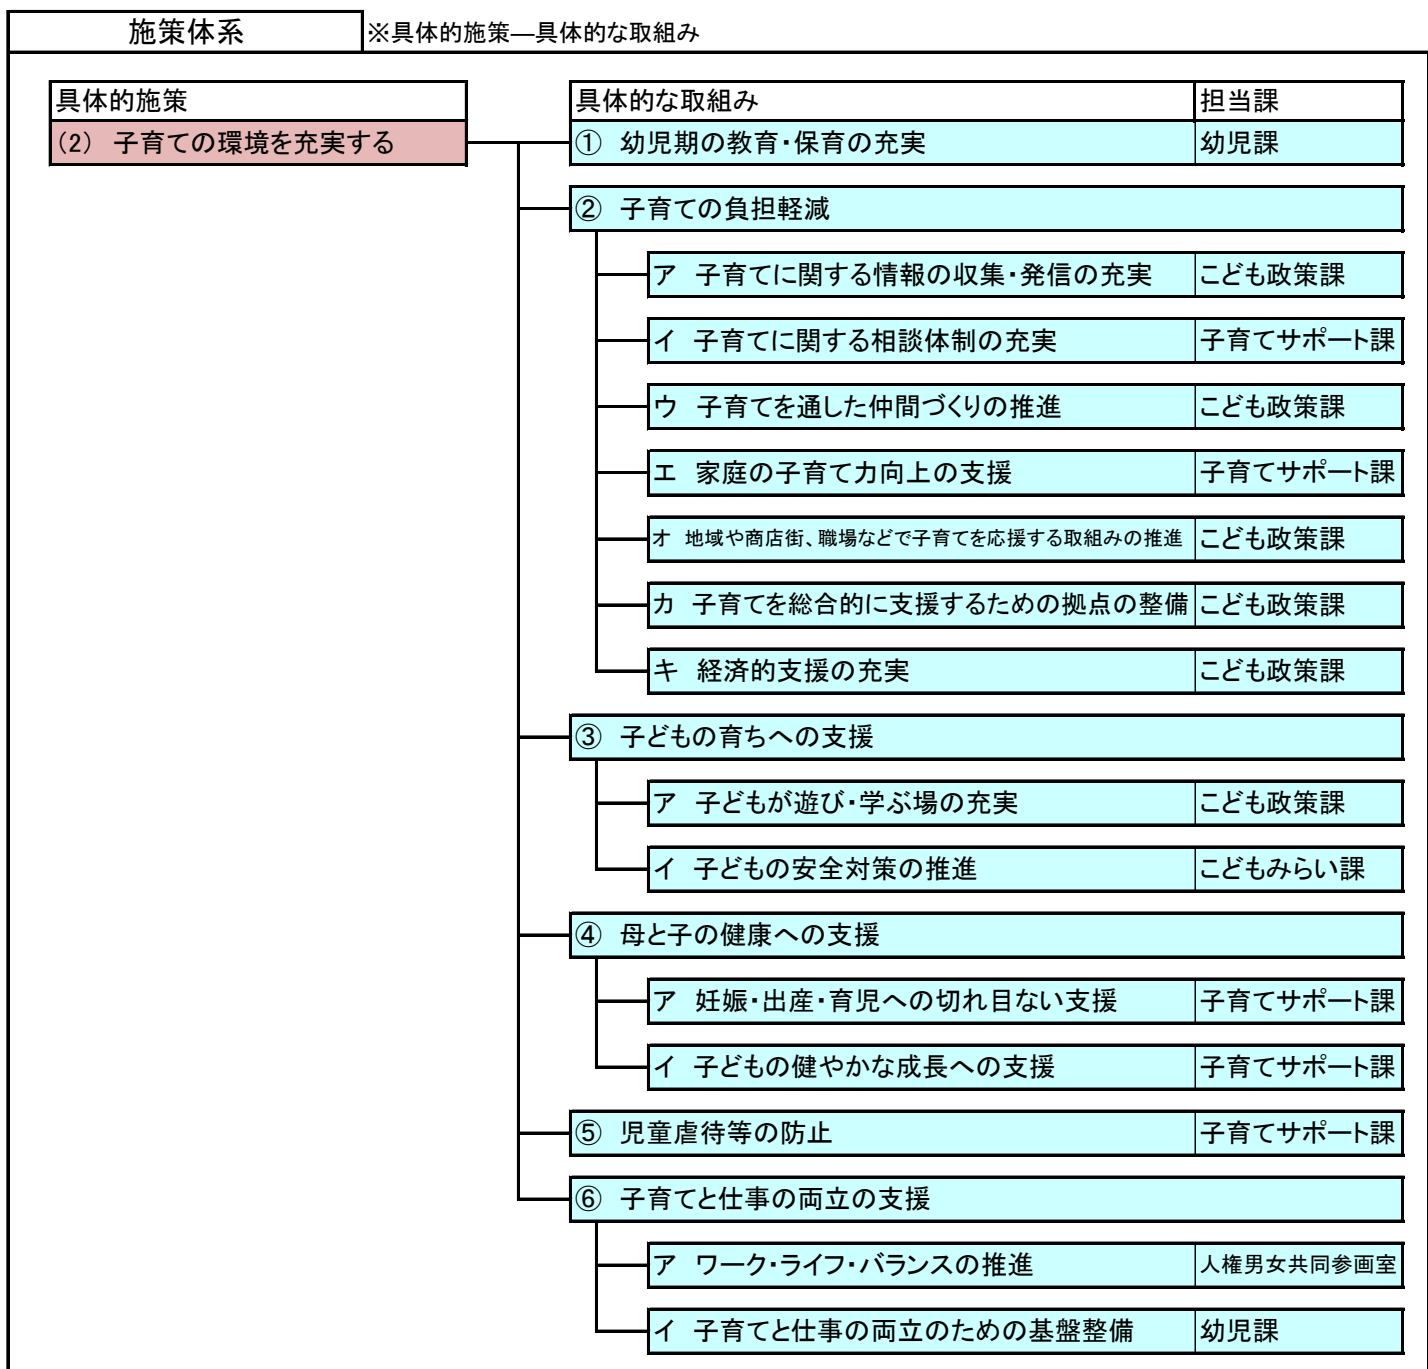 施策体系 ※具体的施策―具体的な取組み
具体的施策 具体的な取組み 担当課
(2) 子育ての環境を充実する ① 幼児期の教育・保育の充実 幼児課
② 子育ての負担軽減
ア 子育てに関する情報の収集・発信の充実 こども政策課
イ 子育てに関する相談体制の充実 子育てサポート課
ウ 子育てを通した仲間づくりの推進 こども政策課
エ 家庭の子育て力向上の支援 子育てサポート課
オ 地域や商店街、職場などで子育てを応援する取組みの推進 こども政策課
カ 子育てを総合的に支援するための拠点の整備 こども政策課
キ 経済的支援の充実 こども政策課
③ 子どもの育ちへの支援
ア 子どもが遊び・学ぶ場の充実 こども政策課
イ 子どもの安全対策の推進 こどもみらい課
④ 母と子の健康への支援
ア 妊娠・出産・育児への切れ目ない支援 子育てサポート課
イ 子どもの健やかな成長への支援 子育てサポート課
⑤ 児童虐待等の防止 子育てサポート課
⑥ 子育てと仕事の両立の支援
ア ワーク・ライフ・バランスの推進 人権男女共同参画室
イ 子育てと仕事の両立のための基盤整備 幼児課